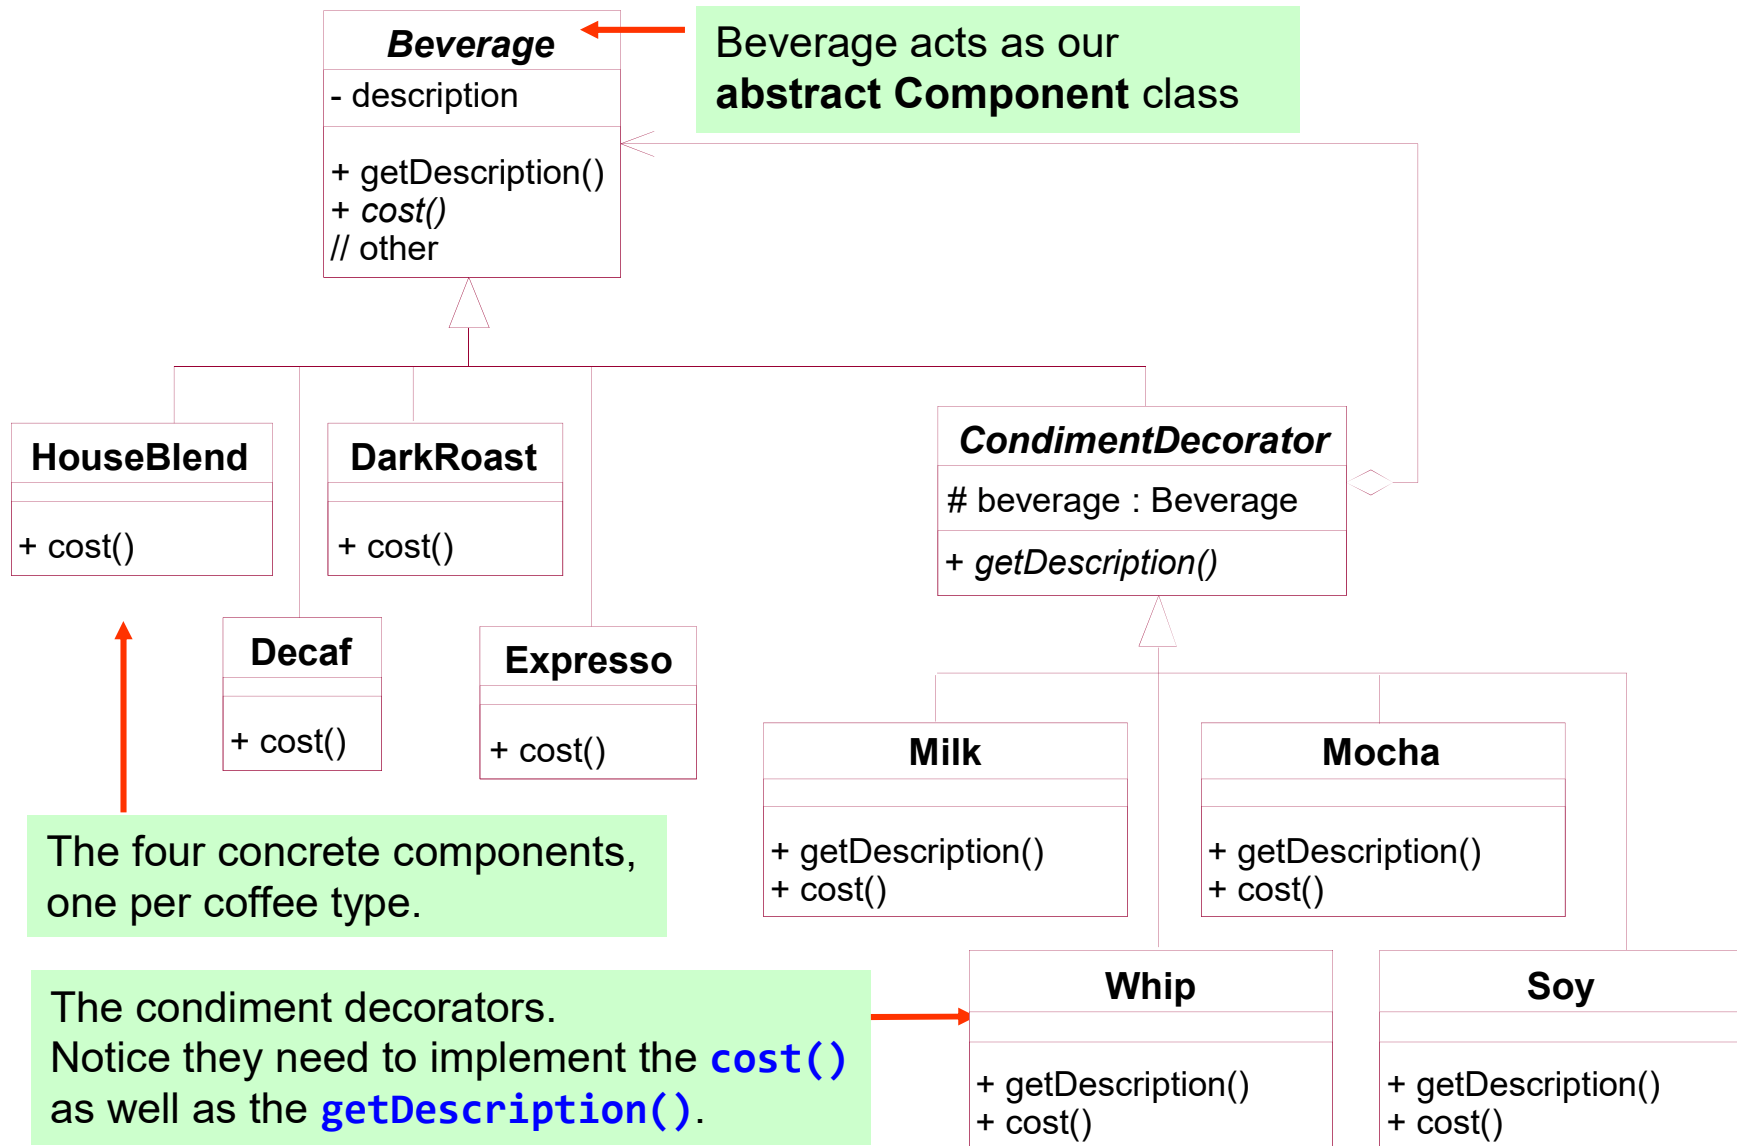 Beverage
- description
+ getDescription()
+ cost()
// other
Beverage acts as our
abstract Component class
HouseBlend
+ cost()
DarkRoast
+ cost()
Decaf
+ cost()
Expresso
+ cost()
CondimentDecorator
# beverage : Beverage
+ getDescription()
Milk
+ getDescription()
+ cost()
Mocha
+ getDescription()
+ cost()
Whip
+ getDescription()
+ cost()
Soy
+ getDescription()
+ cost()
The four concrete components,
one per coffee type.
The condiment decorators.
Notice they need to implement the cost()
as well as the getDescription().